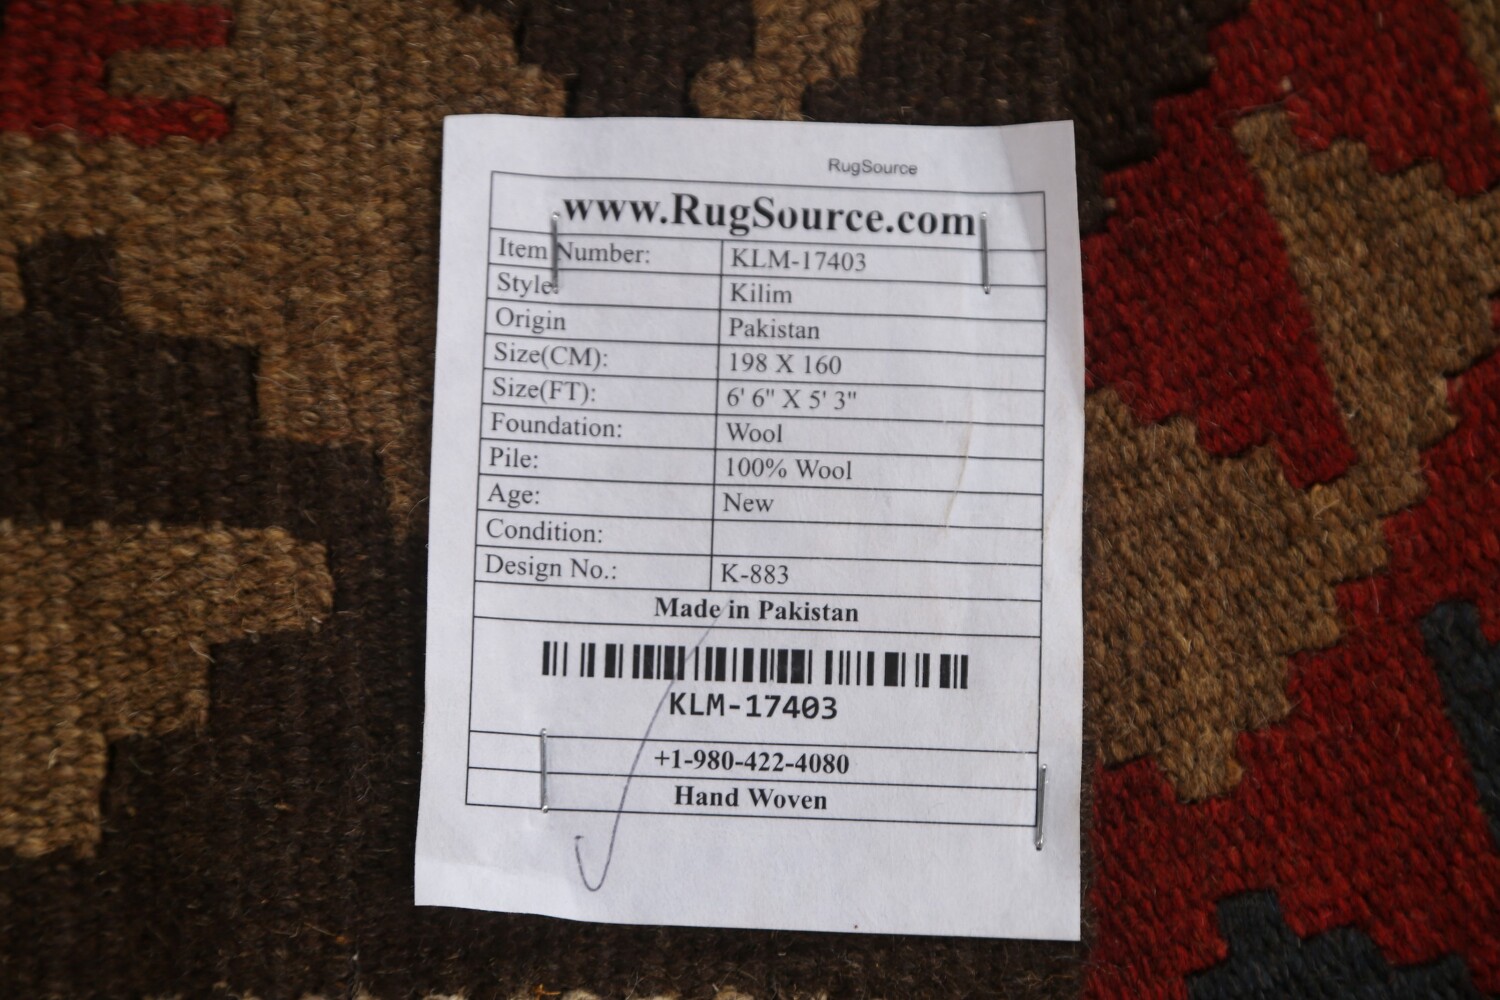 RugSource
www.RugSource.com
Item Number: KLM-17403
Style: Kilim
Origin Pakistan
Size(CM): 198 X 160
Size(FT): 6' 6" X 5' 3"
Foundation: Wool
Pile: 100% Wool
Age: New
Condition:
Design No.: K-883
Made in Pakistan
KLM-17403
+1-980-422-4080
Hand Woven